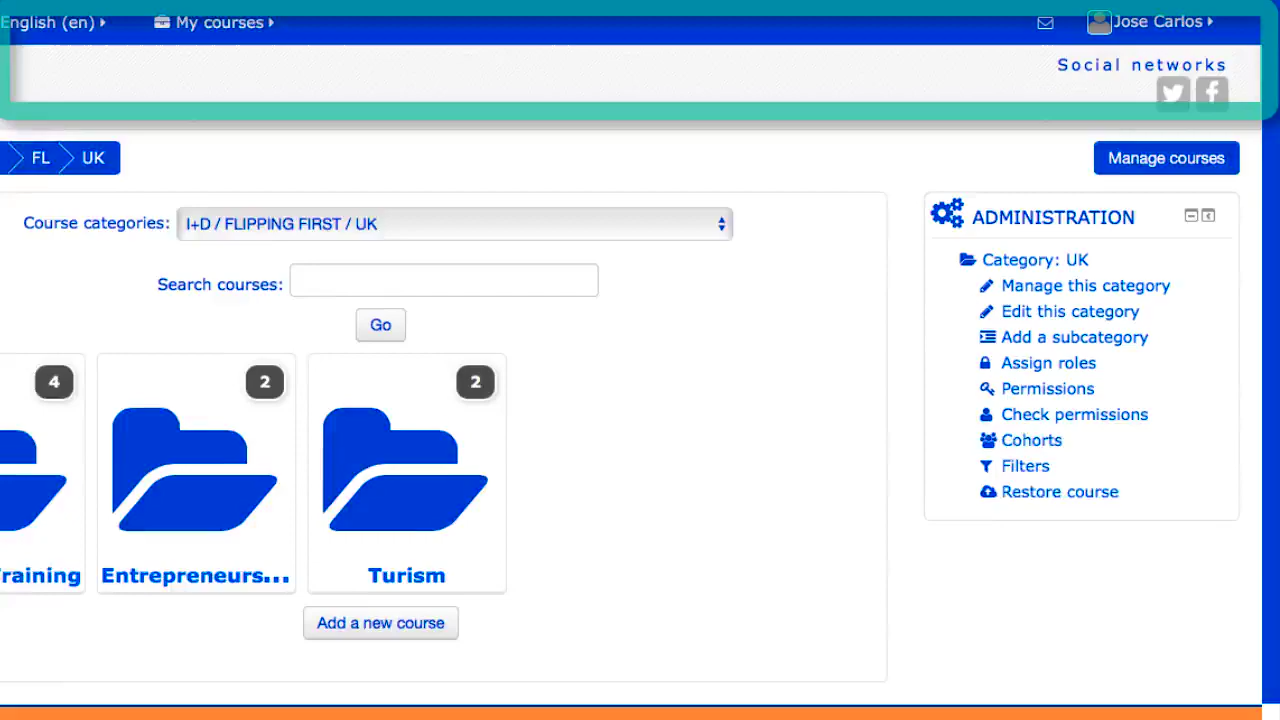 English (en)
My courses
Jose Carlos
Social networks
FL
UK
Manage courses
Course categories:
I+D / FLIPPING FIRST / UK
Search courses:
Go
4
2
2
Training
Entrepreneurs...
Turism
Add a new course
ADMINISTRATION
Category: UK
Manage this category
Edit this category
Add a subcategory
Assign roles
Permissions
Check permissions
Cohorts
Filters
Restore course